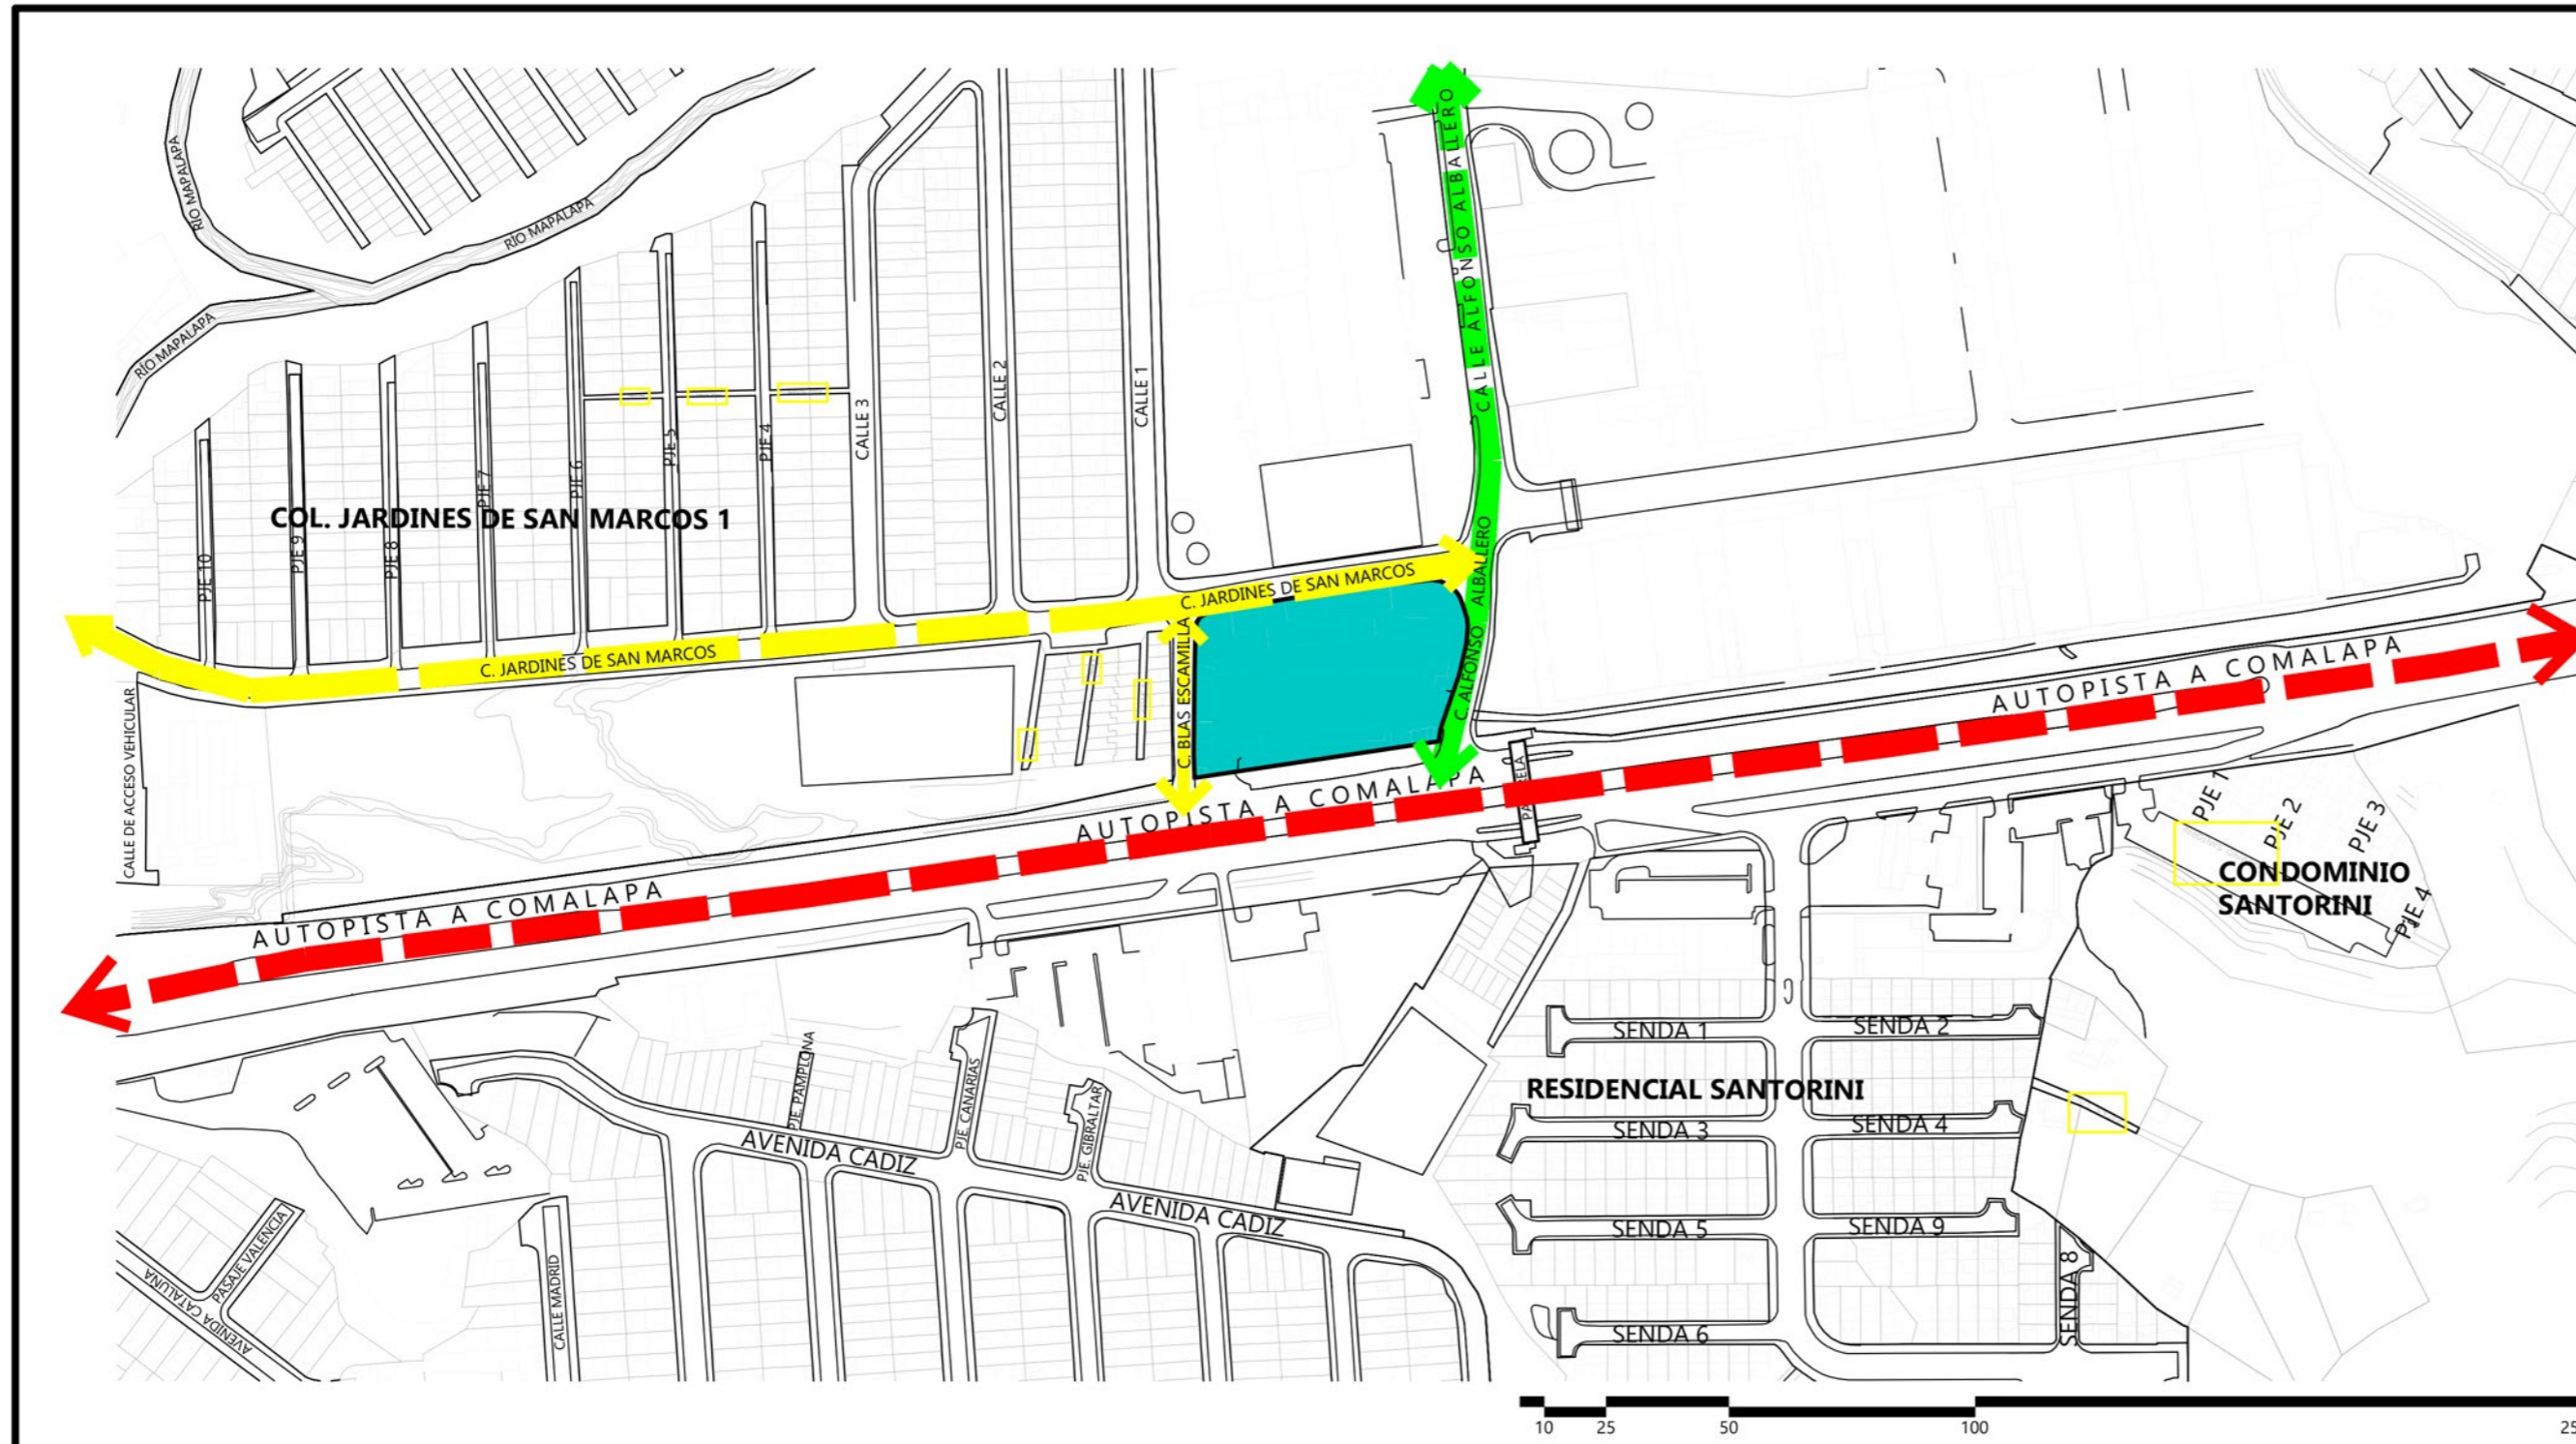 CALLE ALFONSO ALBALLERO
RÍO MAPALAPA
RÍO MAPALAPA
RÍO MAPALAPA
CALLE 3
CALLE 2
CALLE 1
PJE 5
PJE 4
PJE 6
PJE 7
COL. JARDINES DE SAN MARCOS 1
PJE 10
PJE 9
PJE 8
C. JARDINES DE SAN MARCOS
C. JARDINES DE SAN MARCOS
C. ALFONSO ALBALLERO
C. BLAS ESCAMILLA
CALLE DE ACCESO VEHICULAR
AUTOPISTA A COMALAPA
AUTOPISTA A COMALAPA
AUTOPISTA A COMALAPA
PJE 1
PJE 2
PJE 3
CONDOMINIO
SANTORINI
PJE 4
SENDA 1
SENDA 2
RESIDENCIAL SANTORINI
SENDA 3
SENDA 4
SENDA 5
SENDA 9
SENDA 8
SENDA 6
PJE. PAMPLONA
PJE. CANARIAS
PJE. GIBRALTAR
AVENIDA CADIZ
AVENIDA CADIZ
PASAJE VALENCIA
AVENIDA CATALUNA
CALLE MADRID
10 25 50 100